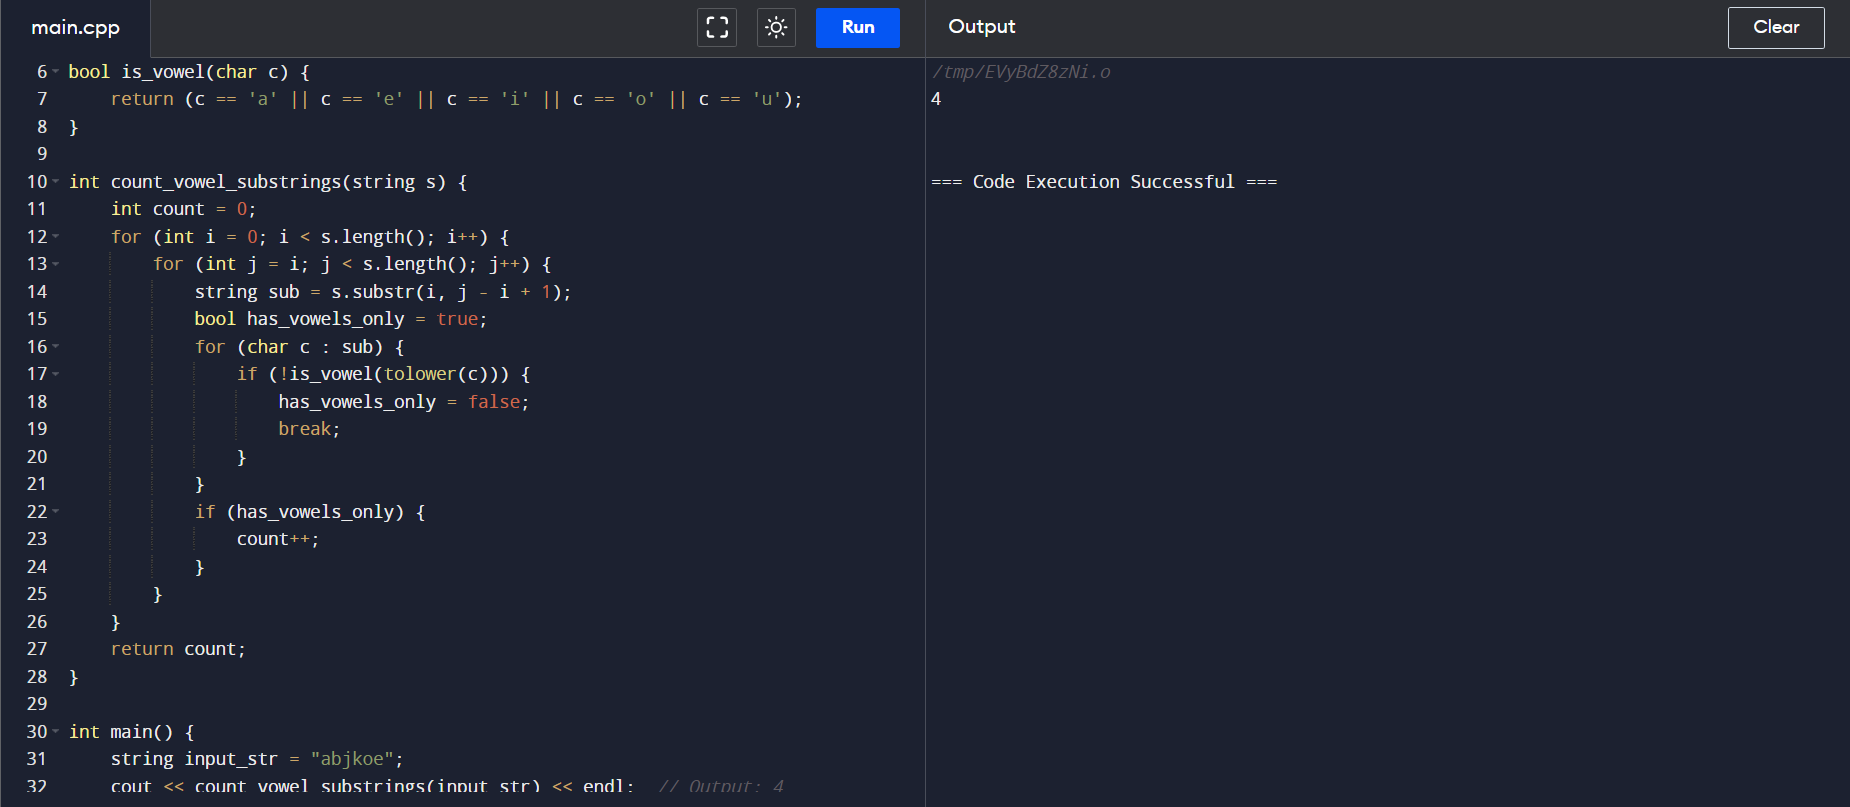 main.cpp
Run
6 bool is_vowel(char c) {
7 return (c == 'a' || c == 'e' || c == 'i' || c == 'o' || c == 'u');
8 }
9
10 int count_vowel_substrings(string s) {
11 int count = 0;
12 for (int i = 0; i < s.length(); i++) {
13 for (int j = i; j < s.length(); j++) {
14 string sub = s.substr(i, j - i + 1);
15 bool has_vowels_only = true;
16 for (char c : sub) {
17 if (!is_vowel(tolower(c))) {
18 has_vowels_only = false;
19 break;
20 }
21 }
22 if (has_vowels_only) {
23 count++;
24 }
25 }
26 }
27 return count;
28 }
29
30 int main() {
31 string input_str = "abjkoe";
32 cout << count_vowel_substrings(input_str) << endl; // Output: 4
Output
Clear
/tmp/EVyBdZ8zNi.o
4
=== Code Execution Successful ===